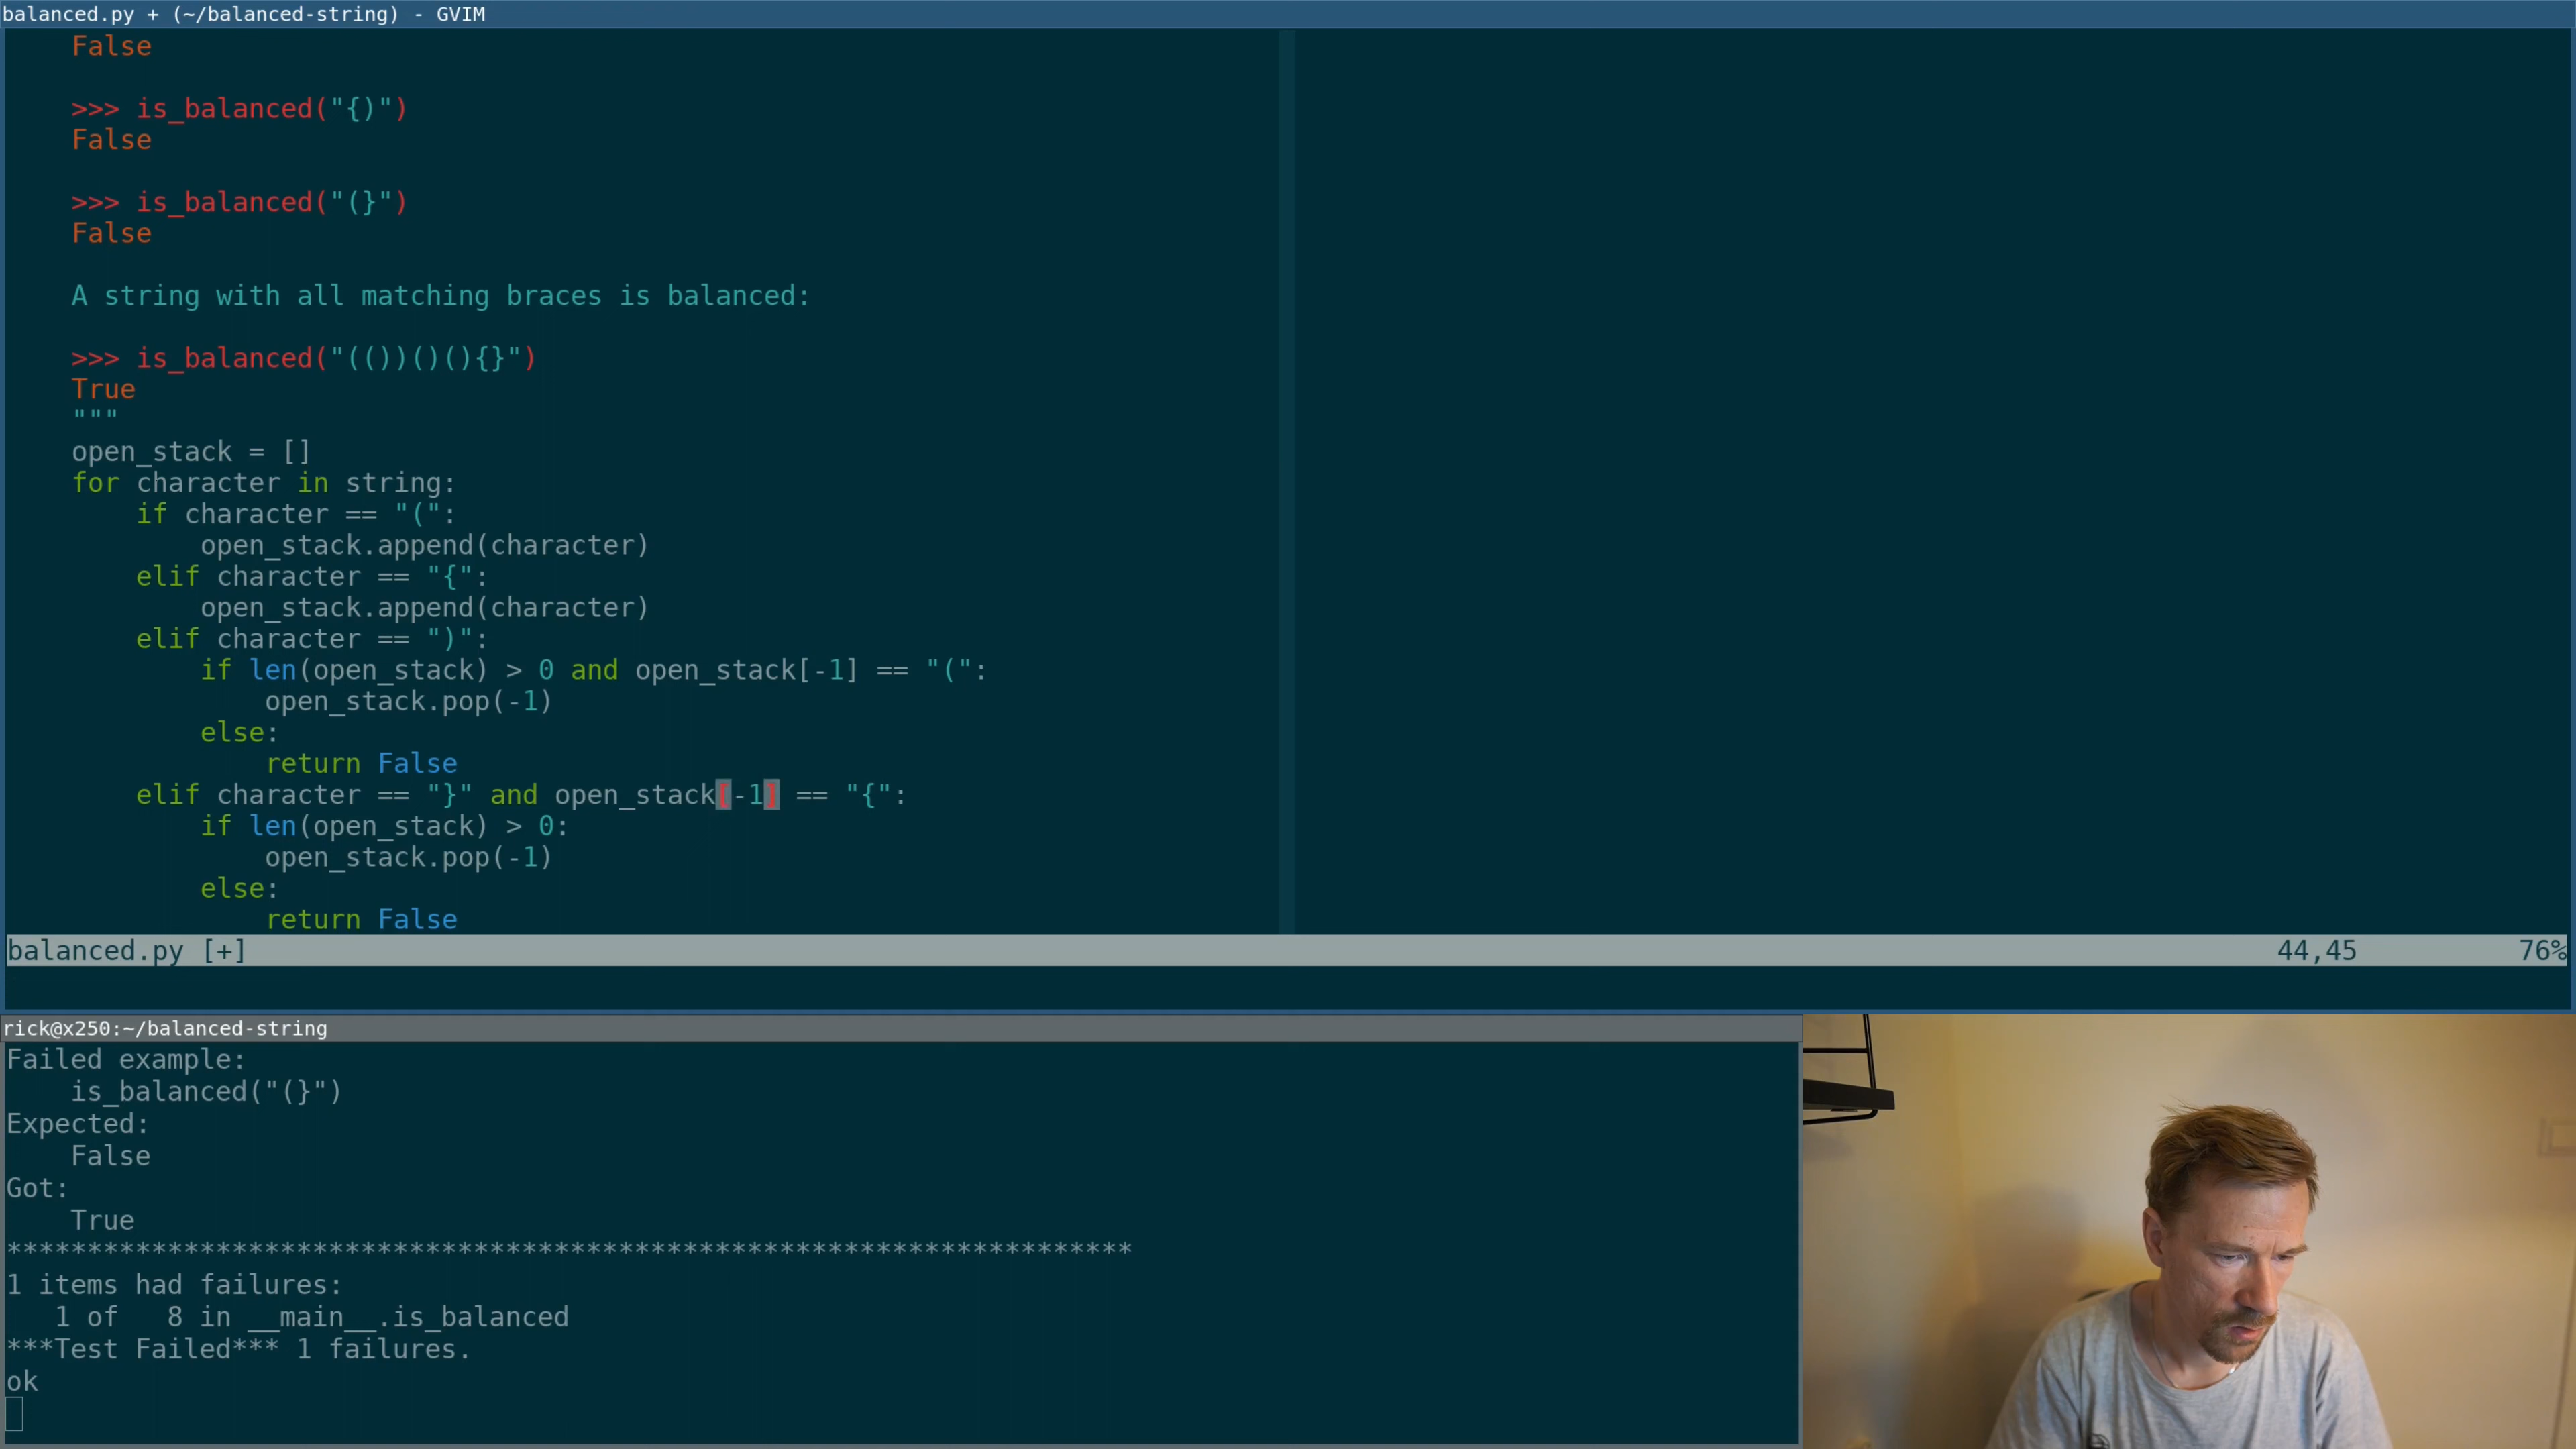 balanced.py + (~/balanced-string) - GVIM
False
>>> is_balanced("{)")
False
>>> is_balanced("(}")
False
A string with all matching braces is balanced:
>>> is_balanced("(())()(){}")
True
"""
open_stack = []
for character in string:
if character == "(":
open_stack.append(character)
elif character == "{":
open_stack.append(character)
elif character == ")":
if len(open_stack) > 0 and open_stack[-1] == "(":
open_stack.pop(-1)
else:
return False
elif character == "}" and open_stack[-1] == "{":
if len(open_stack) > 0:
open_stack.pop(-1)
else:
return False
balanced.py [+] 44,45 76%
rick@x250:~/balanced-string
Failed example:
is_balanced("(}")
Expected:
False
Got:
True
**********************************************************************
1 items had failures:
1 of 8 in __main__.is_balanced
***Test Failed*** 1 failures.
ok